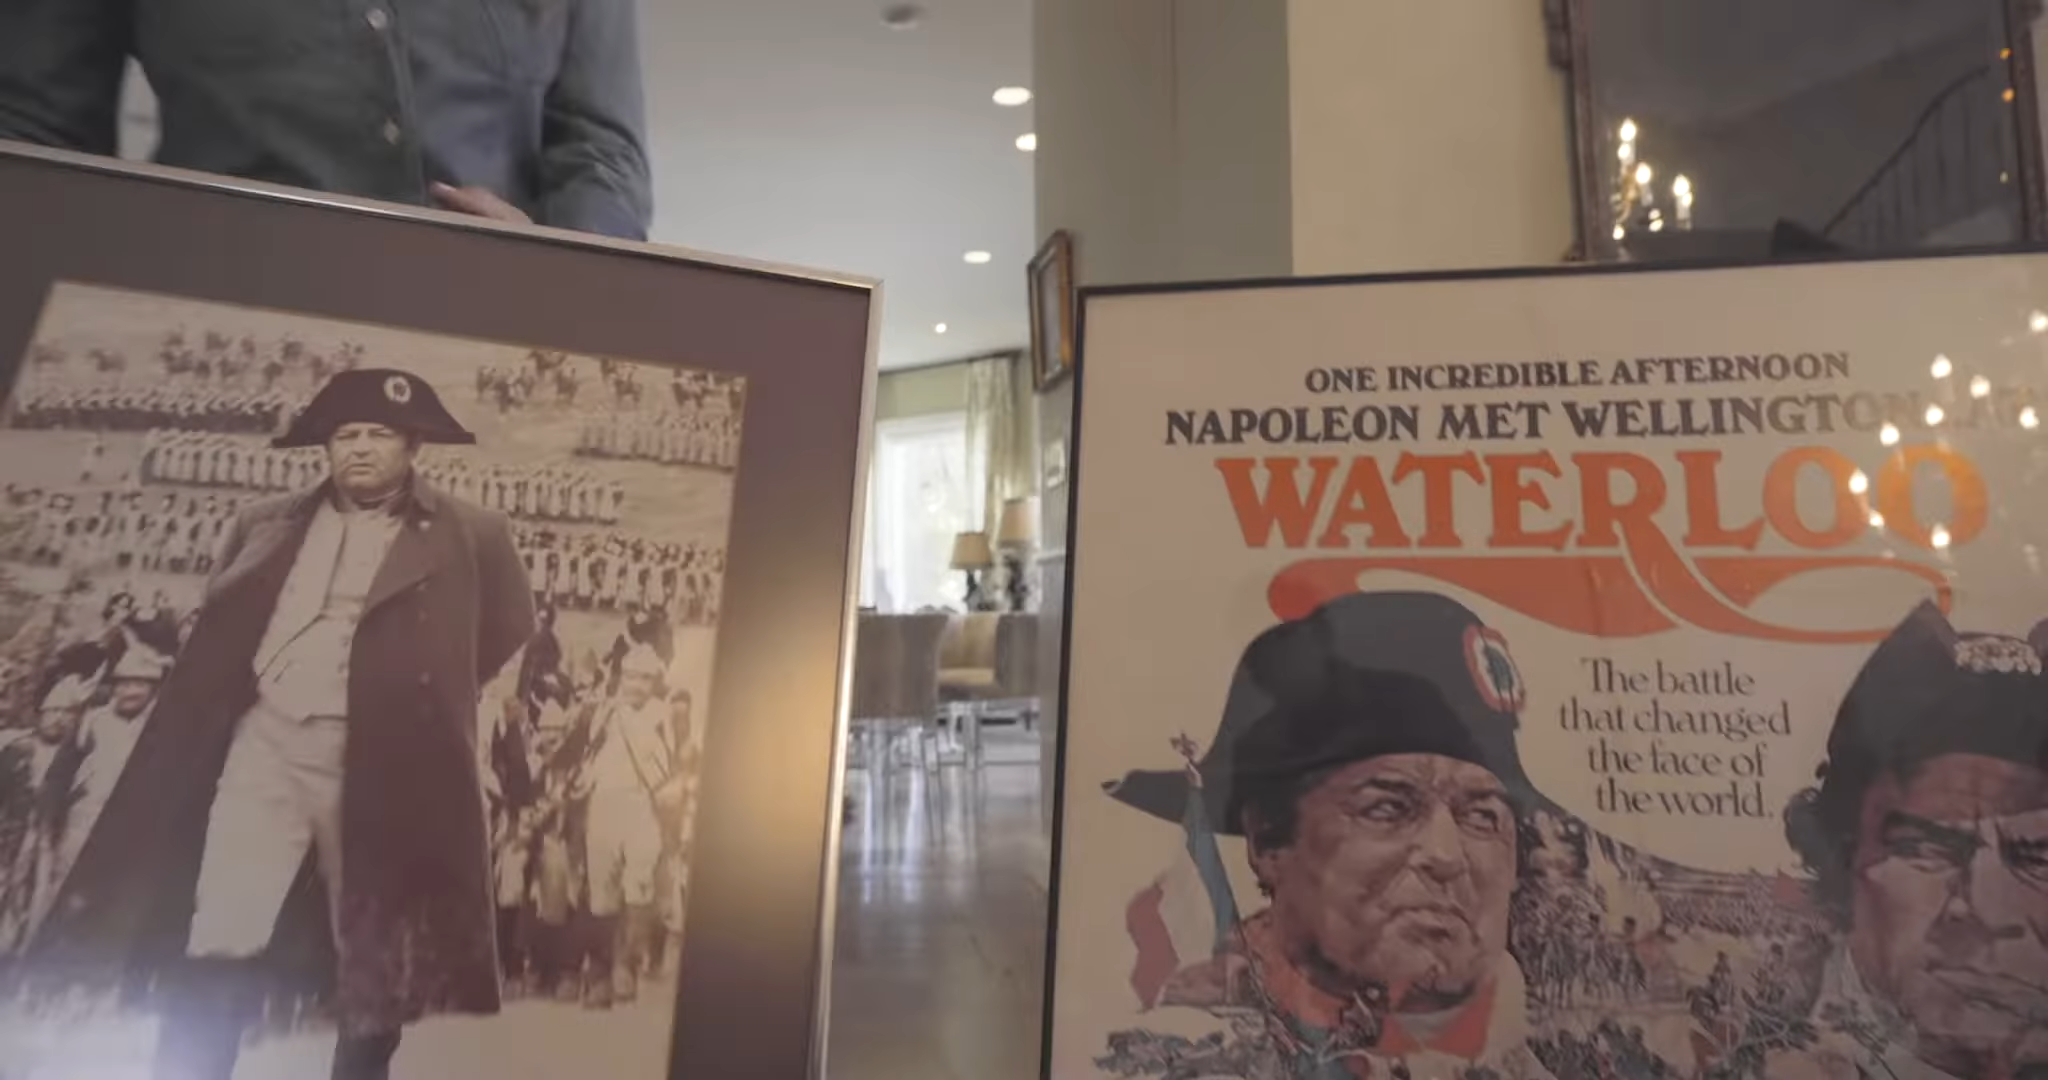 ONE INCREDIBLE AFTERNOON
NAPOLEON MET WELLINGTON
WATERLOO
The battle
that changed
the face of
the world.